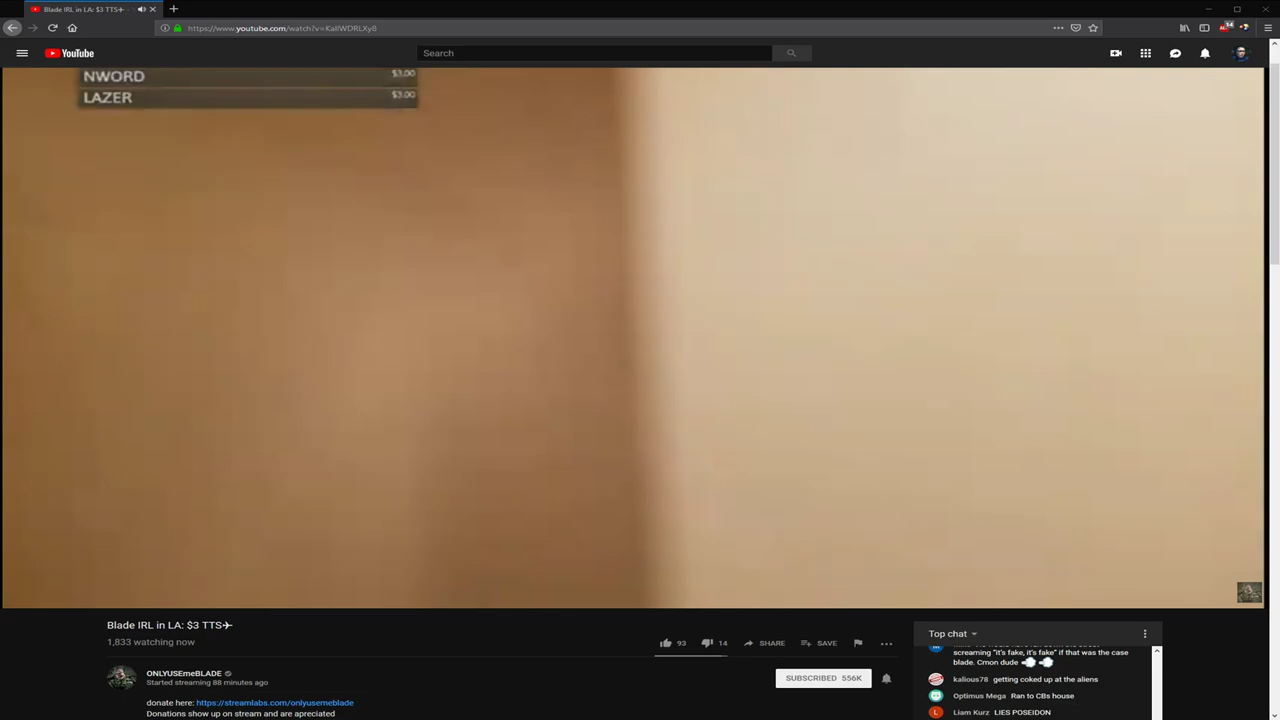 Blade IRL in LA: $3 TTS✈ -
https://www.youtube.com/watch?v=KaIIWDRLXy8
14
YouTube
Search
NWORD $3.00
LAZER $3.00
Blade IRL in LA: $3 TTS✈
1,833 watching now
93 14 SHARE SAVE
ONLYUSEmeBLADE
Started streaming 88 minutes ago
SUBSCRIBED 556K
donate here: https://streamlabs.com/onlyusemeblade
Donations show up on stream and are apreciated
Top chat
screaming "it's fake, it's fake" if that was the case
blade. Cmon dude
kalious78 getting coked up at the aliens
Optimus Mega Ran to CBs house
L Liam Kurz LIES POSEIDON